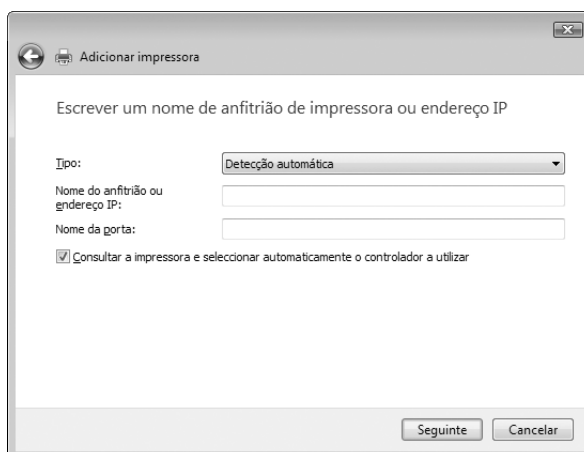 Adicionar impressora
Escrever um nome de anfitrião de impressora ou endereço IP
Tipo:
Detecção automática
Nome do anfitrião ou
endereço IP:
Nome da porta:
Consultar a impressora e seleccionar automaticamente o controlador a utilizar
Seguinte
Cancelar